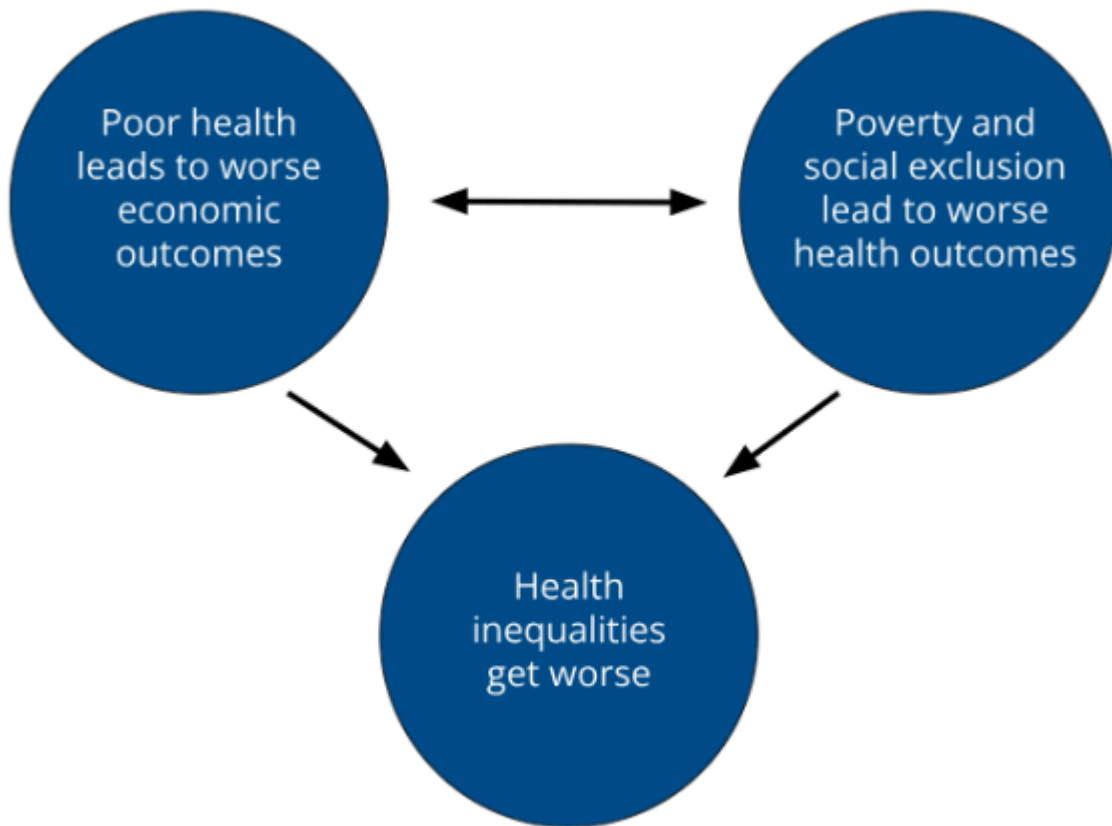 Poor health
leads to worse
economic
outcomes
Poverty and
social exclusion
lead to worse
health outcomes
Health
inequalities
get worse